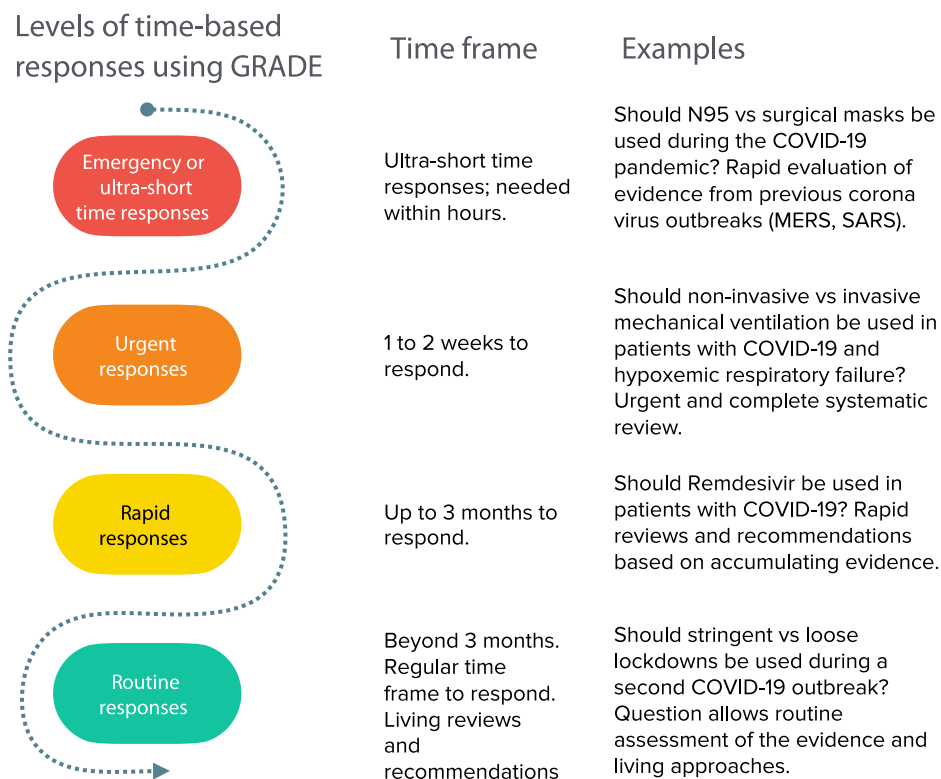 Levels of time-based
responses using GRADE
Time frame
Examples
Emergency or
ultra-short
time responses
Ultra-short time
responses; needed
within hours.
Should N95 vs surgical masks be
used during the COVID-19
pandemic? Rapid evaluation of
evidence from previous corona
virus outbreaks (MERS, SARS).
Urgent
responses
1 to 2 weeks to
respond.
Should non-invasive vs invasive
mechanical ventilation be used in
patients with COVID-19 and
hypoxemic respiratory failure?
Urgent and complete systematic
review.
Rapid
responses
Up to 3 months to
respond.
Should Remdesivir be used in
patients with COVID-19? Rapid
reviews and recommendations
based on accumulating evidence.
Routine
responses
Beyond 3 months.
Regular time
frame to respond.
Living reviews
and
recommendations
Should stringent vs loose
lockdowns be used during a
second COVID-19 outbreak?
Question allows routine
assessment of the evidence and
living approaches.